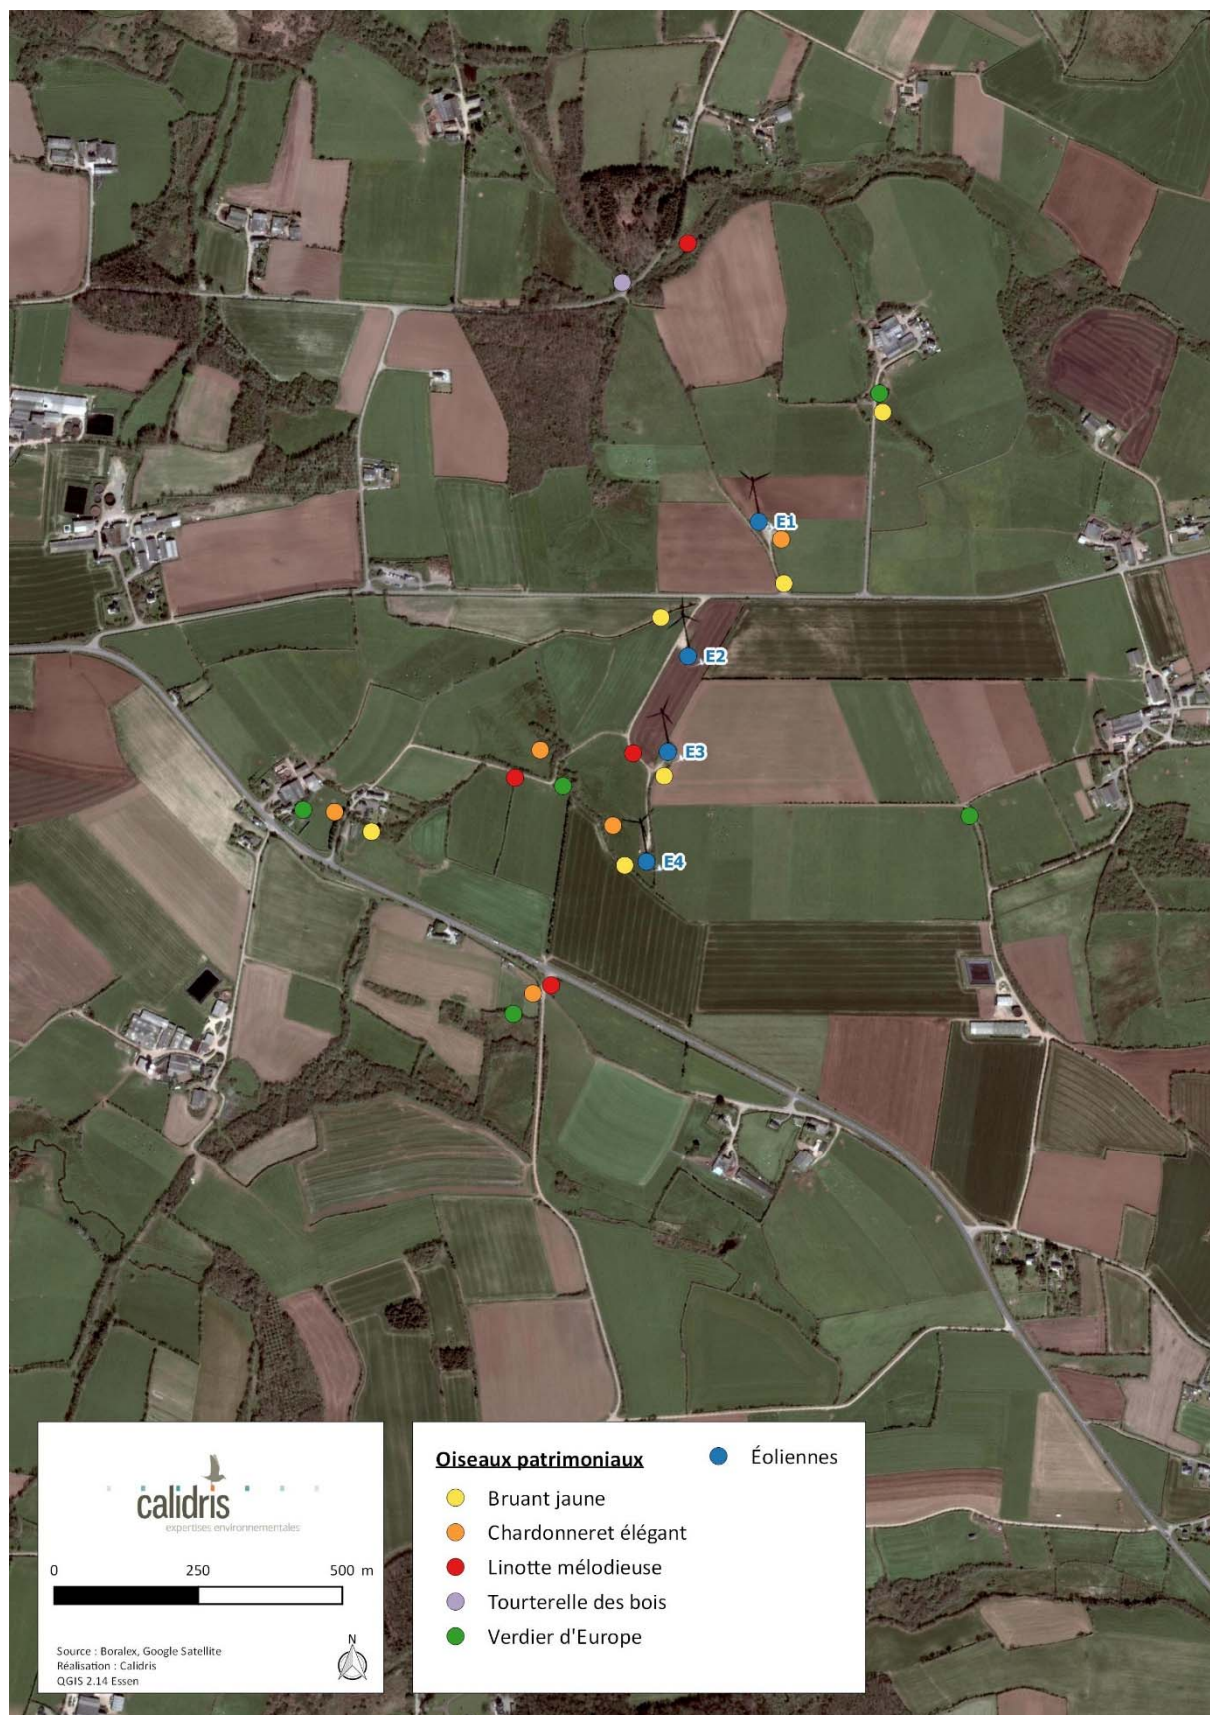 E1
E2
E3
E4
calidris
expertises environnementales
0 250 500 m
Source : Boralex, Google Satellite
Réalisation : Calidris
QGIS 2.14 Essen
N
Oiseaux patrimoniaux
Éoliennes
Bruant jaune
Chardonneret élégant
Linotte mélodieuse
Tourterelle des bois
Verdier d'Europe